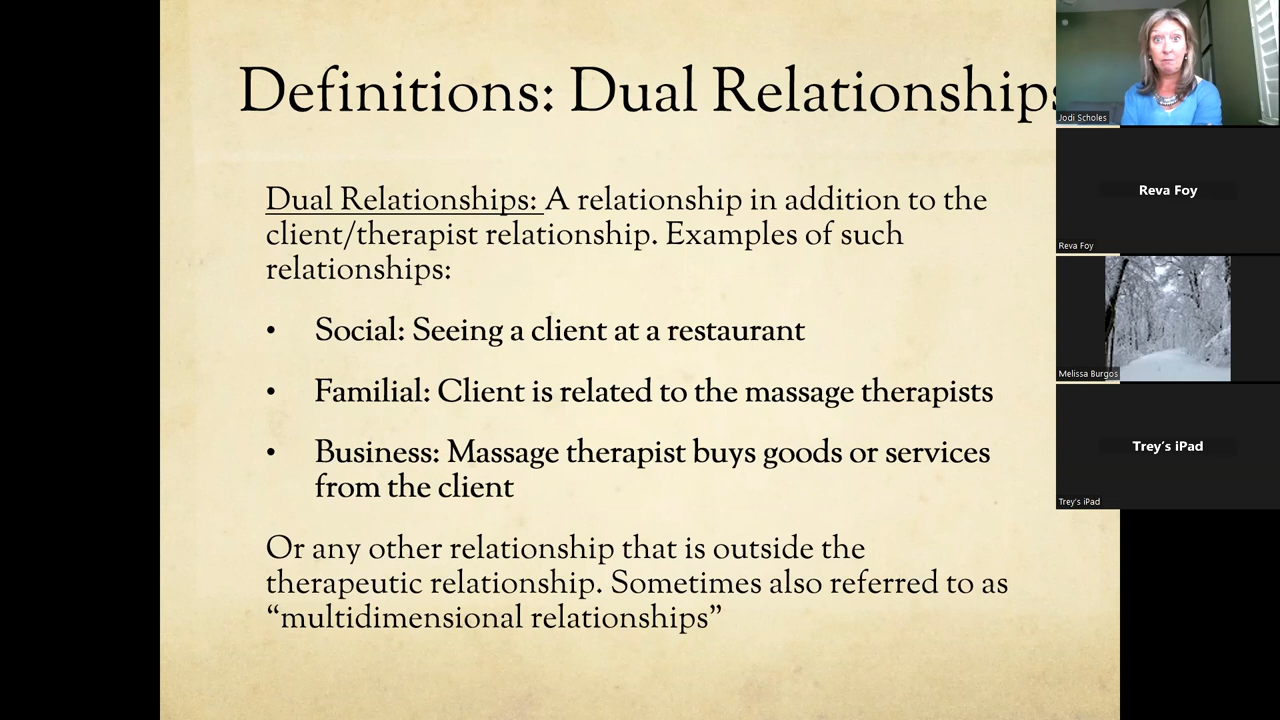 Definitions: Dual Relationships
Dual Relationships: A relationship in addition to the
client/therapist relationship. Examples of such
relationships:
• Social: Seeing a client at a restaurant
• Familial: Client is related to the massage therapists
• Business: Massage therapist buys goods or services
from the client
Or any other relationship that is outside the
therapeutic relationship. Sometimes also referred to as
“multidimensional relationships”
Jodi Scholes
Reva Foy
Reva Foy
Melissa Burgos
Trey's iPad
Trey's iPad